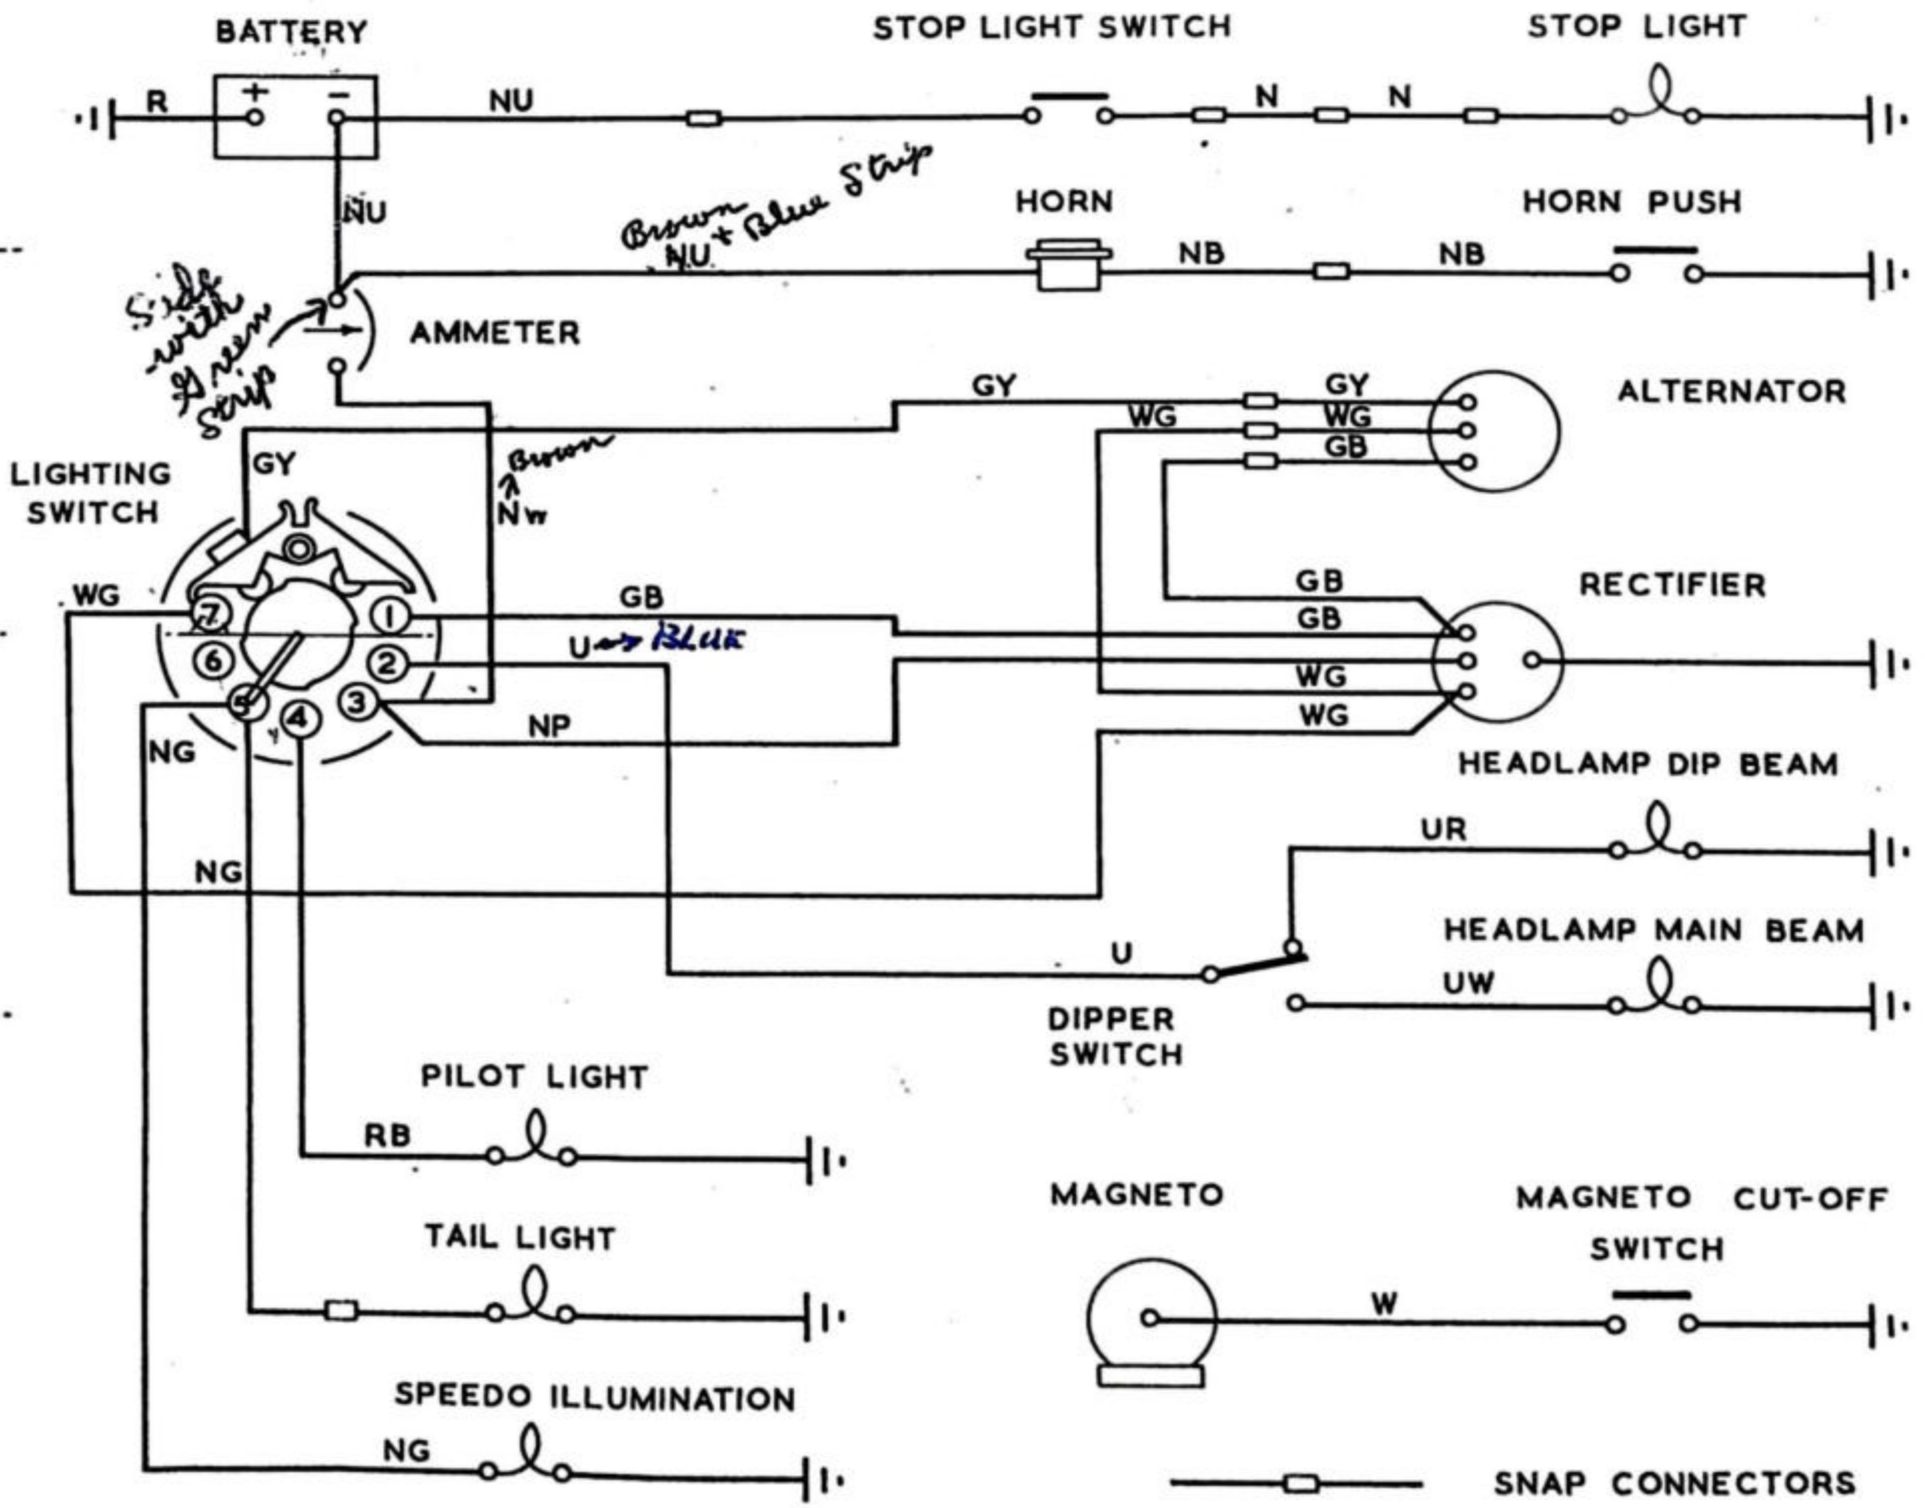 BATTERY
STOP LIGHT SWITCH
STOP LIGHT
R
+
−
NU
N
N
NU
Brown
+ Blue Strip
NU
HORN
HORN PUSH
NB
NB
Side
with
Green
Strip
AMMETER
GY
GY
ALTERNATOR
WG
WG
GB
Brown
GY
LIGHTING
SWITCH
NW
GB
RECTIFIER
WG
7
1
GB
GB
U → BLUE
6
2
WG
5
4
3
NP
WG
NG
HEADLAMP DIP BEAM
UR
NG
HEADLAMP MAIN BEAM
U
UW
DIPPER
SWITCH
PILOT LIGHT
RB
MAGNETO
MAGNETO CUT-OFF
SWITCH
TAIL LIGHT
W
SPEEDO ILLUMINATION
NG
SNAP CONNECTORS